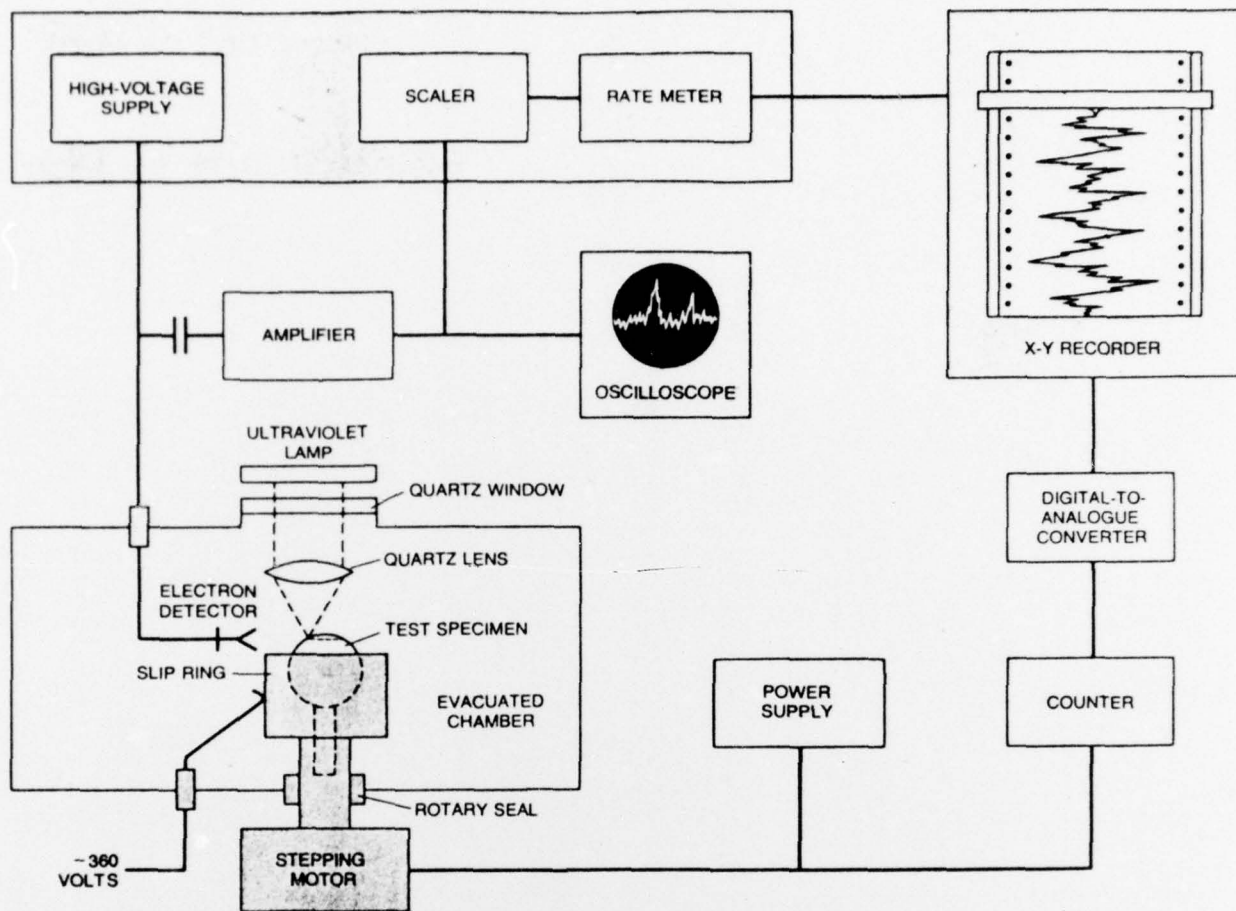 HIGH-VOLTAGE
SUPPLY
SCALER
RATE METER
X-Y RECORDER
AMPLIFIER
OSCILLOSCOPE
ULTRAVIOLET
LAMP
QUARTZ WINDOW
QUARTZ LENS
ELECTRON
DETECTOR
TEST SPECIMEN
SLIP RING
EVACUATED
CHAMBER
ROTARY SEAL
~360
VOLTS
STEPPING
MOTOR
POWER
SUPPLY
DIGITAL-TO-
ANALOGUE
CONVERTER
COUNTER